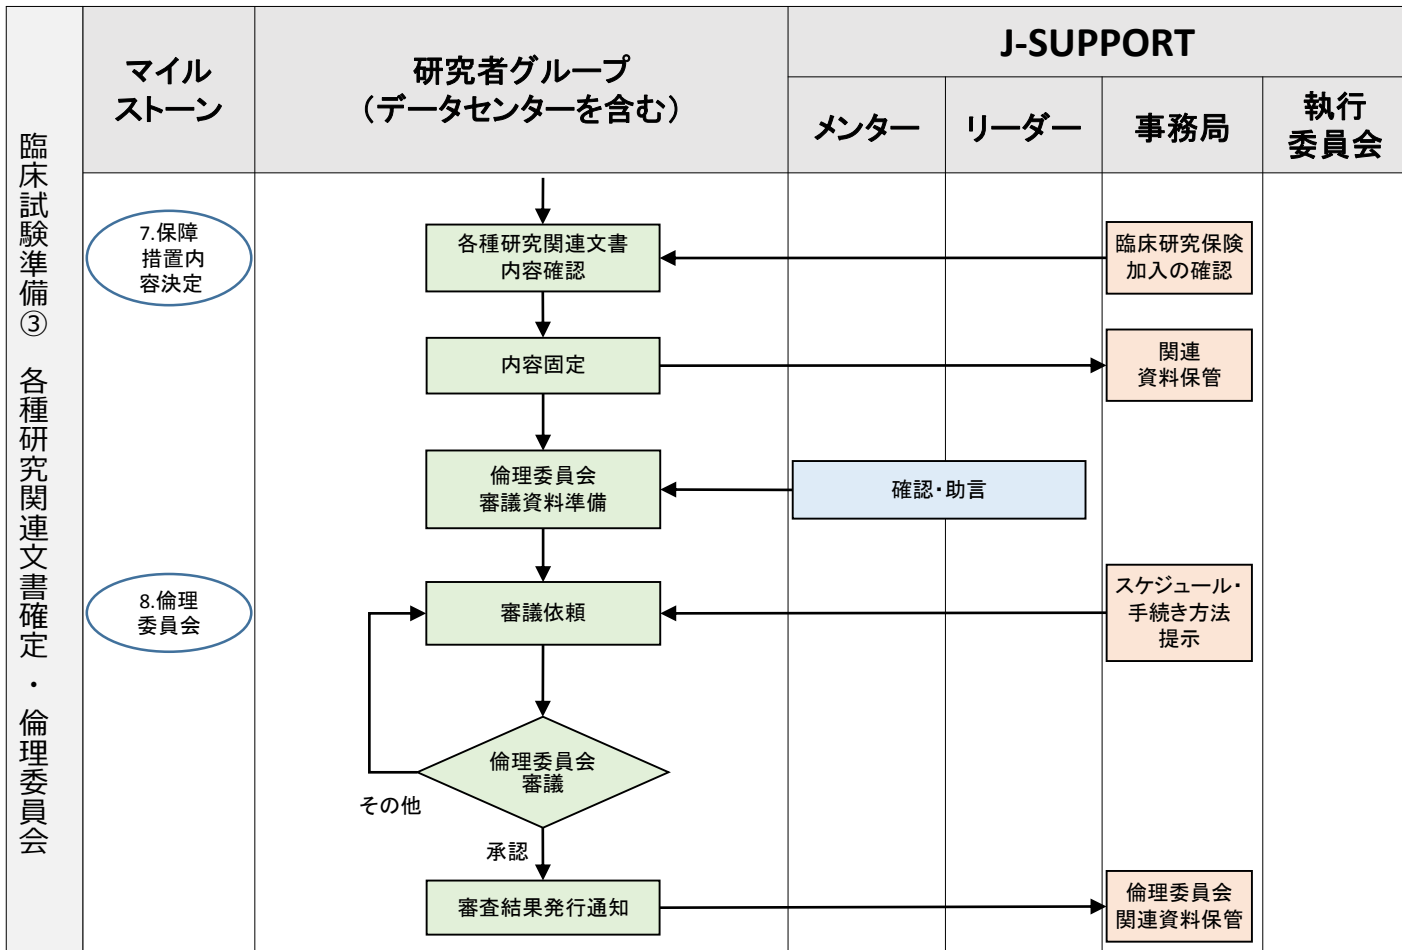 臨床試験準備③ 各種研究関連文書確定・倫理委員会
マイル
ストーン
研究者グループ
（データセンターを含む）
J-SUPPORT
メンター
リーダー
事務局
執行
委員会
7.保障
措置内
容決定
各種研究関連文書
内容確認
臨床研究保険
加入の確認
内容固定
関連
資料保管
倫理委員会
審議資料準備
確認・助言
8.倫理
委員会
審議依頼
スケジュール・
手続き方法
提示
倫理委員会
審議
その他
承認
審査結果発行通知
倫理委員会
関連資料保管